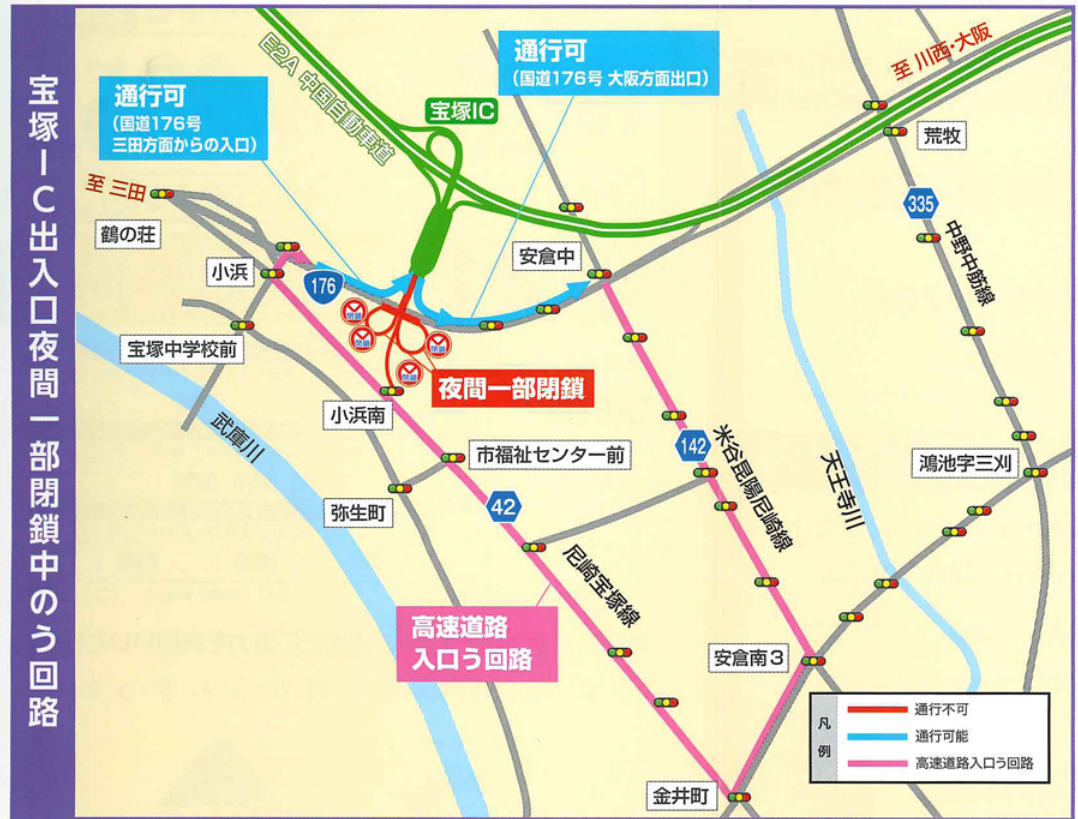 宝塚IC出入口夜間一部閉鎖中のう回路
通行可
(国道176号 大阪方面出口)
至 川西・大阪
通行可
(国道176号
三田方面からの入口)
E2A 中国自動車道
宝塚IC
荒牧
至 三田
335
中野中筋線
鶴の荘
安倉中
小浜
176
閉鎖
閉鎖
閉鎖
閉鎖
宝塚中学校前
夜間一部閉鎖
小浜南
武庫川
市福祉センター前
142
米谷昆陽尼崎線
天王寺川
鴻池字三刈
弥生町
42
尼崎宝塚線
高速道路
入口う回路
安倉南3
金井町
凡例
通行不可
通行可能
高速道路入口う回路